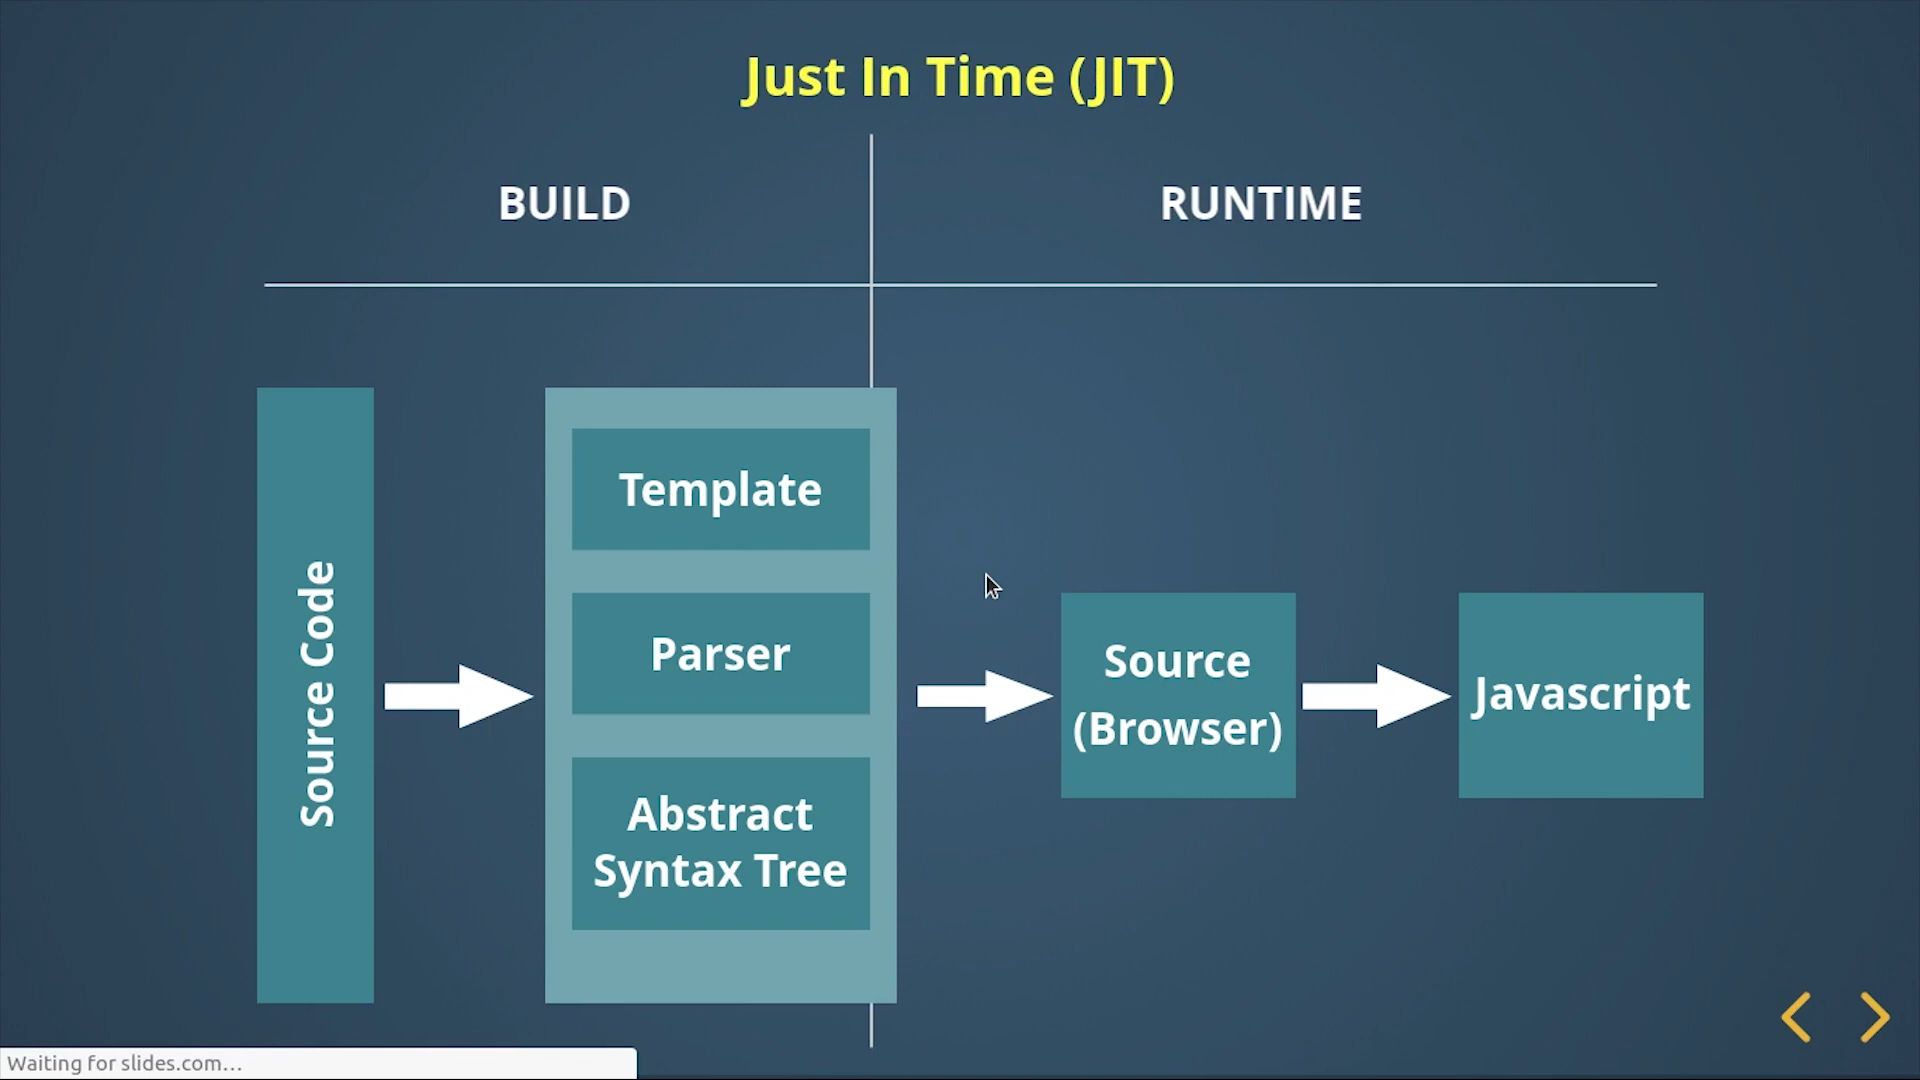 Just In Time (JIT)
BUILD
RUNTIME
Source Code
Template
Parser
Abstract
Syntax Tree
Source
(Browser)
Javascript
Waiting for slides.com...